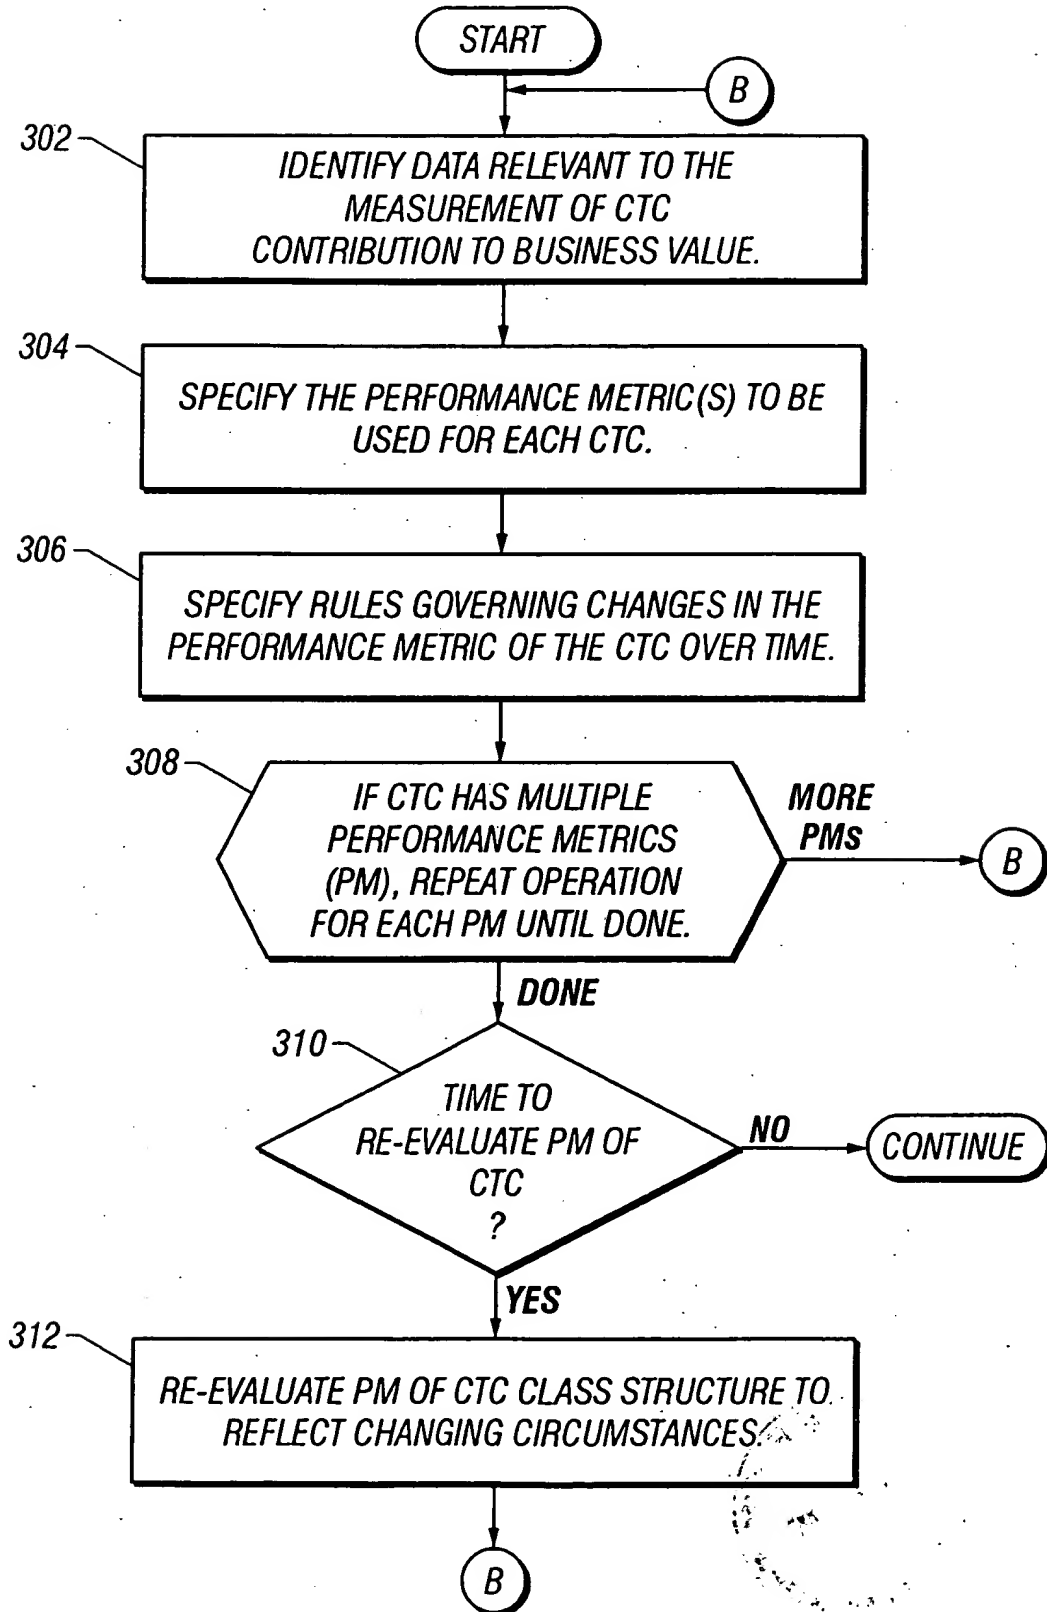 START
B
302
IDENTIFY DATA RELEVANT TO THE
MEASUREMENT OF CTC
CONTRIBUTION TO BUSINESS VALUE.
304
SPECIFY THE PERFORMANCE METRIC(S) TO BE
USED FOR EACH CTC.
306
SPECIFY RULES GOVERNING CHANGES IN THE
PERFORMANCE METRIC OF THE CTC OVER TIME.
308
IF CTC HAS MULTIPLE
PERFORMANCE METRICS
(PM), REPEAT OPERATION
FOR EACH PM UNTIL DONE.
MORE
PMs
B
DONE
310
TIME TO
RE-EVALUATE PM OF
CTC
?
NO
CONTINUE
YES
312
RE-EVALUATE PM OF CTC CLASS STRUCTURE TO
REFLECT CHANGING CIRCUMSTANCES.
B